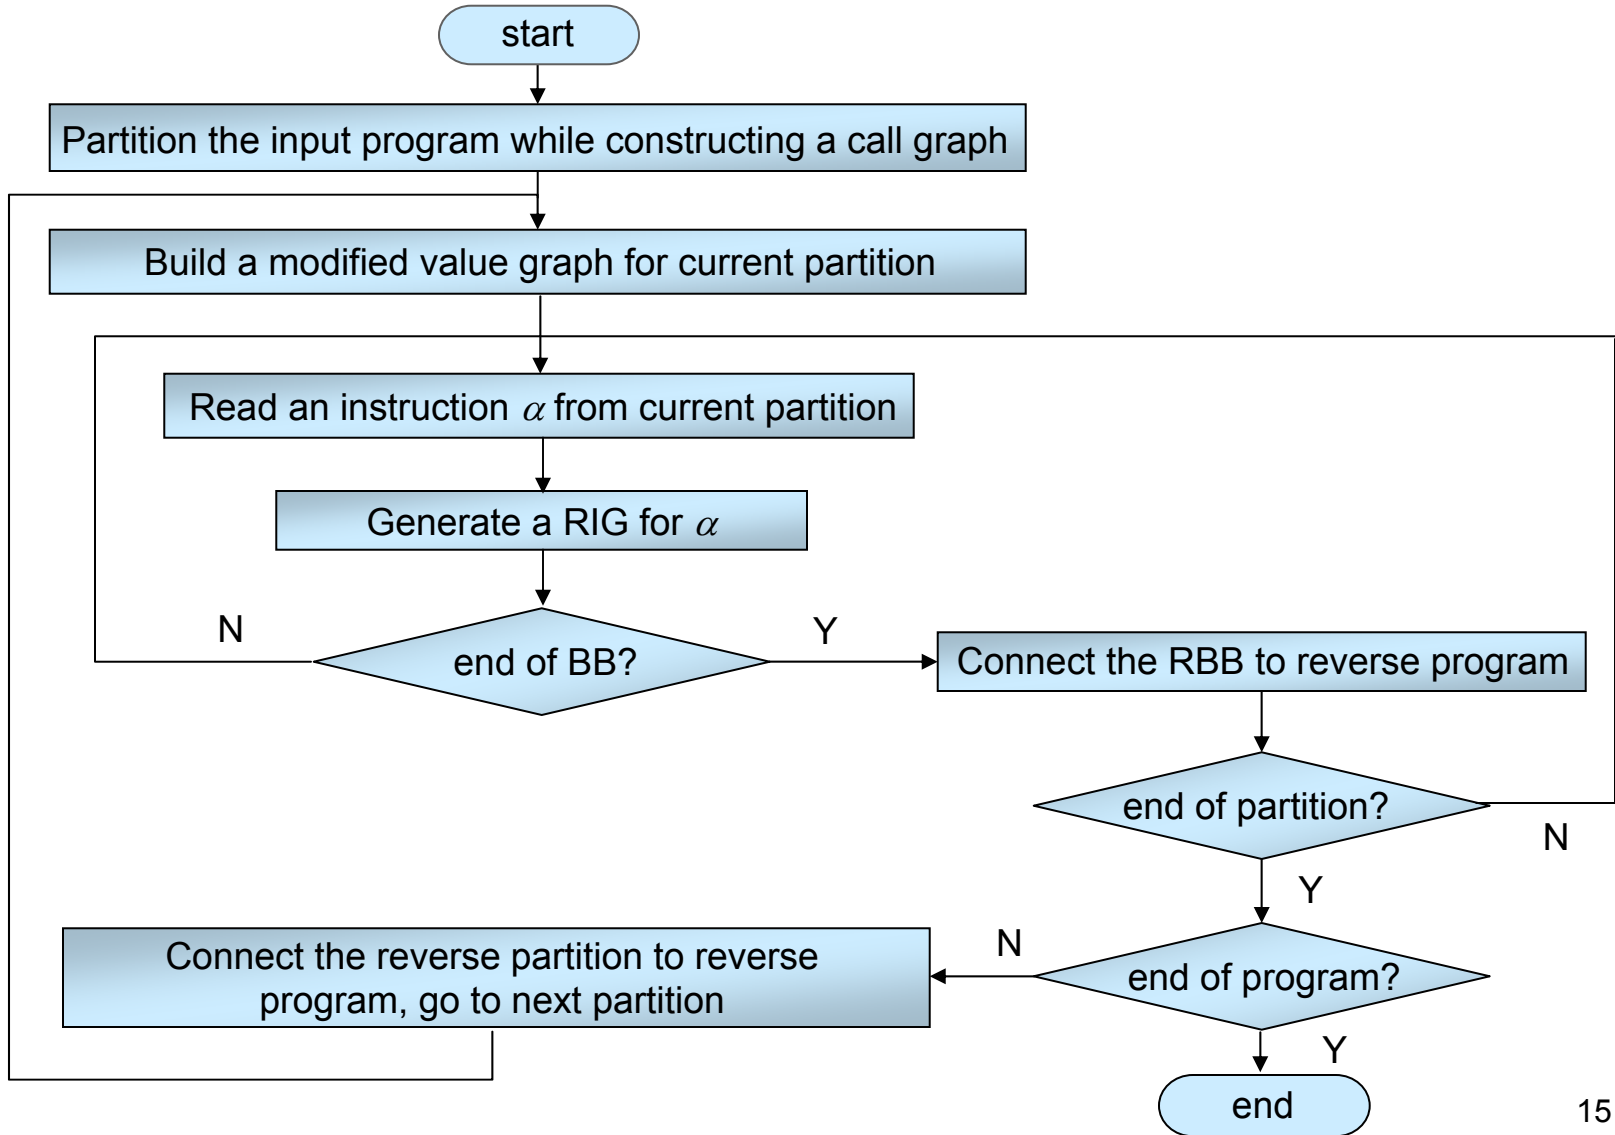 start
Partition the input program while constructing a call graph
Build a modified value graph for current partition
Read an instruction α from current partition
Generate a RIG for α
N
end of BB?
Y
Connect the RBB to reverse program
end of partition?
N
Y
Connect the reverse partition to reverse
program, go to next partition
N
end of program?
Y
end
15